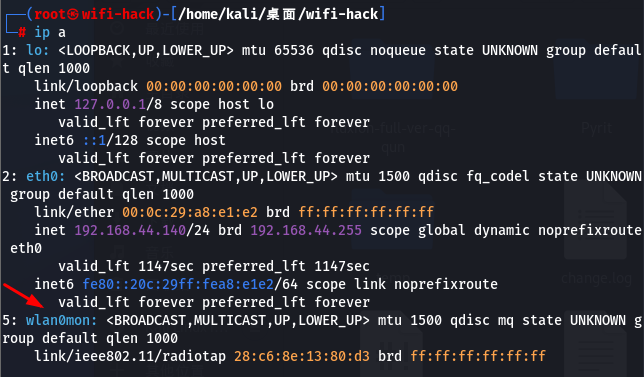 (root㉿wifi-hack)-[/home/kali/桌面/wifi-hack]
# ip a
1: lo: <LOOPBACK,UP,LOWER_UP> mtu 65536 qdisc noqueue state UNKNOWN group defaul
t qlen 1000
link/loopback 00:00:00:00:00:00 brd 00:00:00:00:00:00
inet 127.0.0.1/8 scope host lo
valid_lft forever preferred_lft forever
inet6 ::1/128 scope host
valid_lft forever preferred_lft forever
2: eth0: <BROADCAST,MULTICAST,UP,LOWER_UP> mtu 1500 qdisc fq_codel state UNKNOWN
group default qlen 1000
link/ether 00:0c:29:a8:e1:e2 brd ff:ff:ff:ff:ff:ff
inet 192.168.44.140/24 brd 192.168.44.255 scope global dynamic noprefixroute
eth0
valid_lft 1147sec preferred_lft 1147sec
inet6 fe80::20c:29ff:fea8:e1e2/64 scope link noprefixroute
valid_lft forever preferred_lft forever
5: wlan0mon: <BROADCAST,MULTICAST,UP,LOWER_UP> mtu 1500 qdisc mq state UNKNOWN g
roup default qlen 1000
link/ieee802.11/radiotap 28:c6:8e:13:80:d3 brd ff:ff:ff:ff:ff:ff
Pyrit
change.log